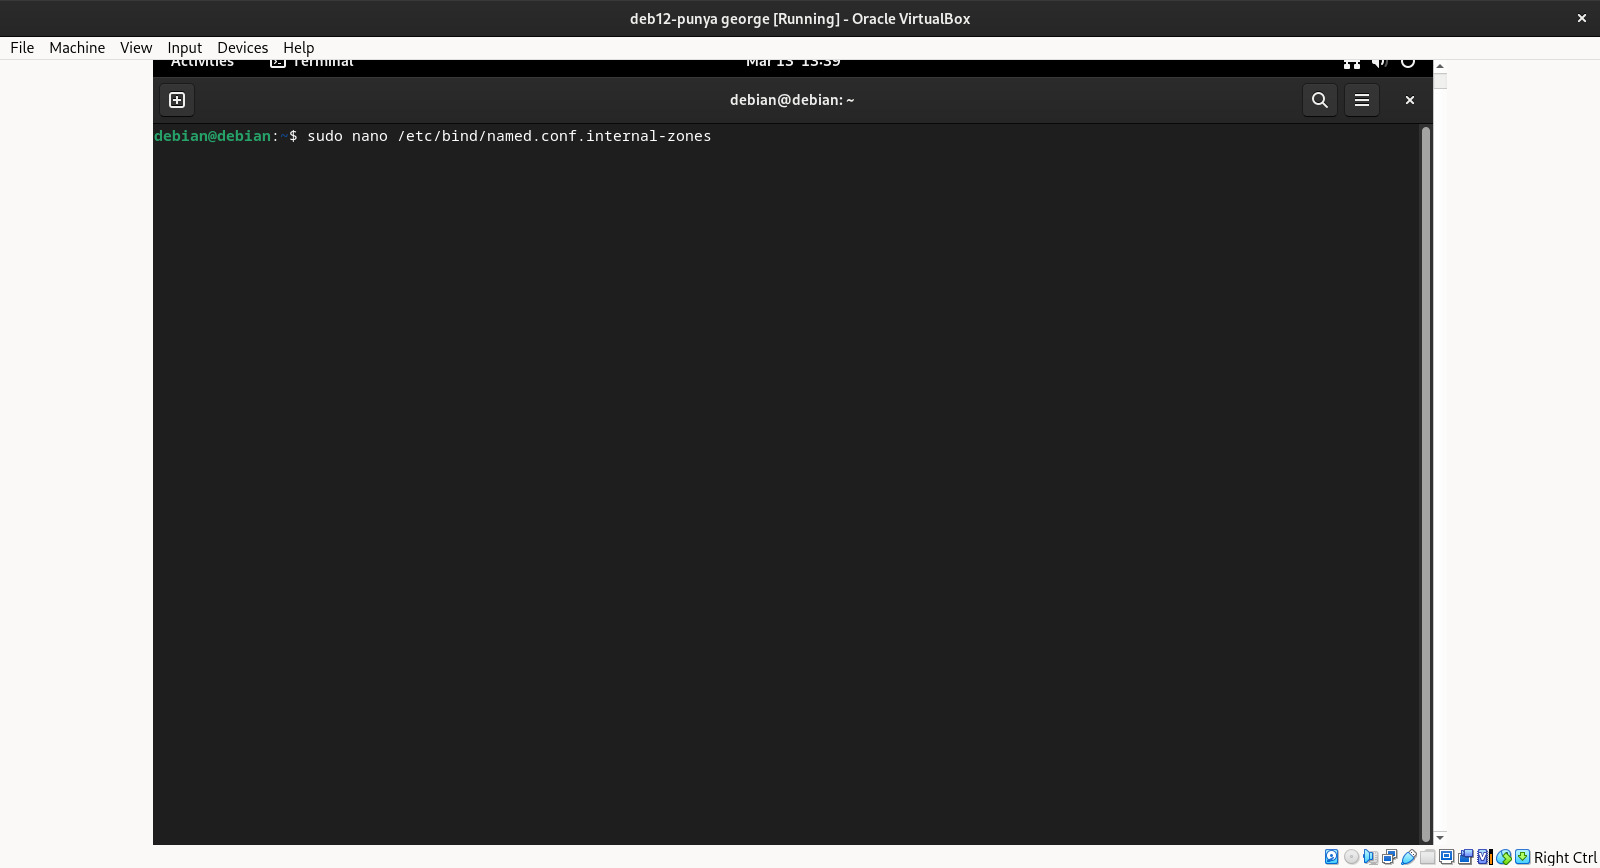 deb12-punya george [Running] - Oracle VirtualBox
File Machine View Input Devices Help
Activities Terminal Mar 13 13:39
debian@debian: ~
debian@debian:~$ sudo nano /etc/bind/named.conf.internal-zones
Right Ctrl